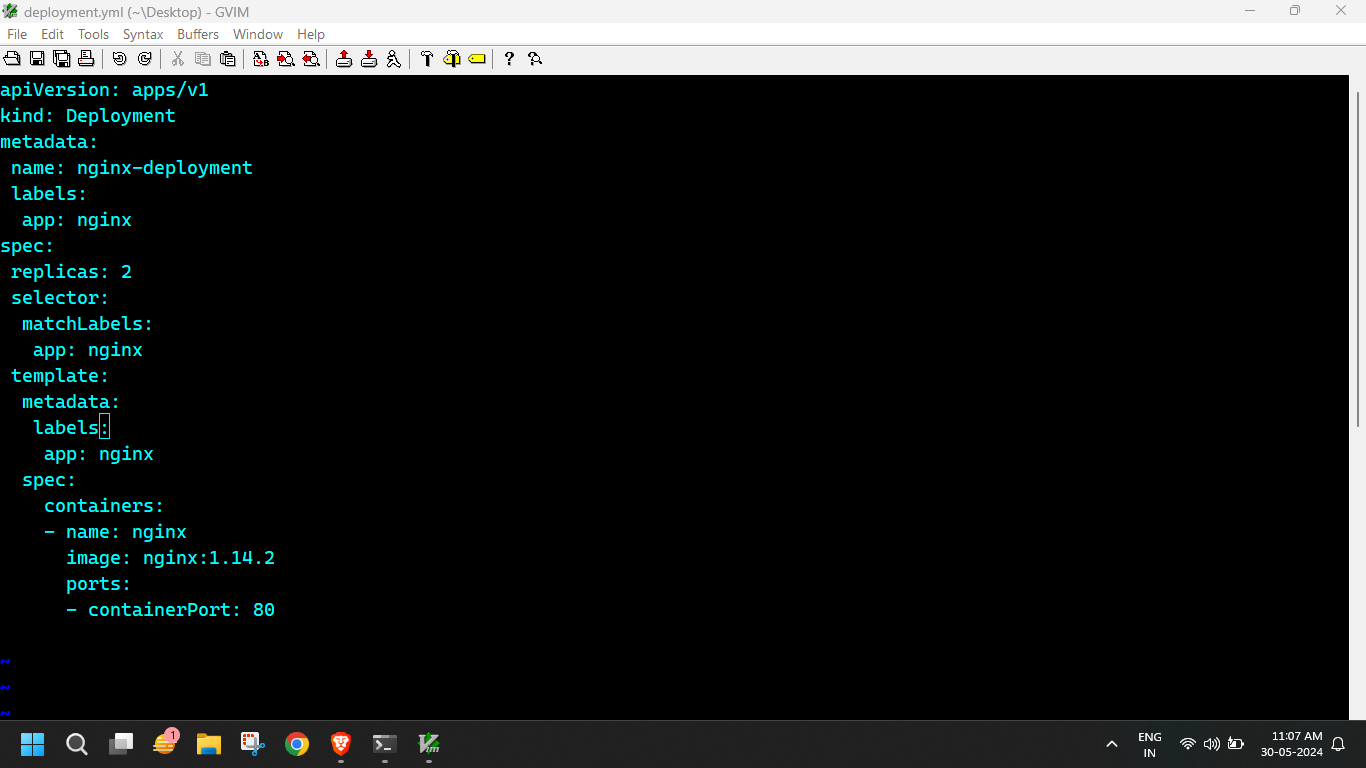 deployment.yml (~\Desktop) - GVIM
File Edit Tools Syntax Buffers Window Help
apiVersion: apps/v1
kind: Deployment
metadata:
 name: nginx-deployment
 labels:
  app: nginx
spec:
 replicas: 2
 selector:
  matchLabels:
   app: nginx
 template:
  metadata:
   labels:
    app: nginx
  spec:
    containers:
    - name: nginx
      image: nginx:1.14.2
      ports:
      - containerPort: 80
~
~
~
1
ENG
IN
11:07 AM
30-05-2024